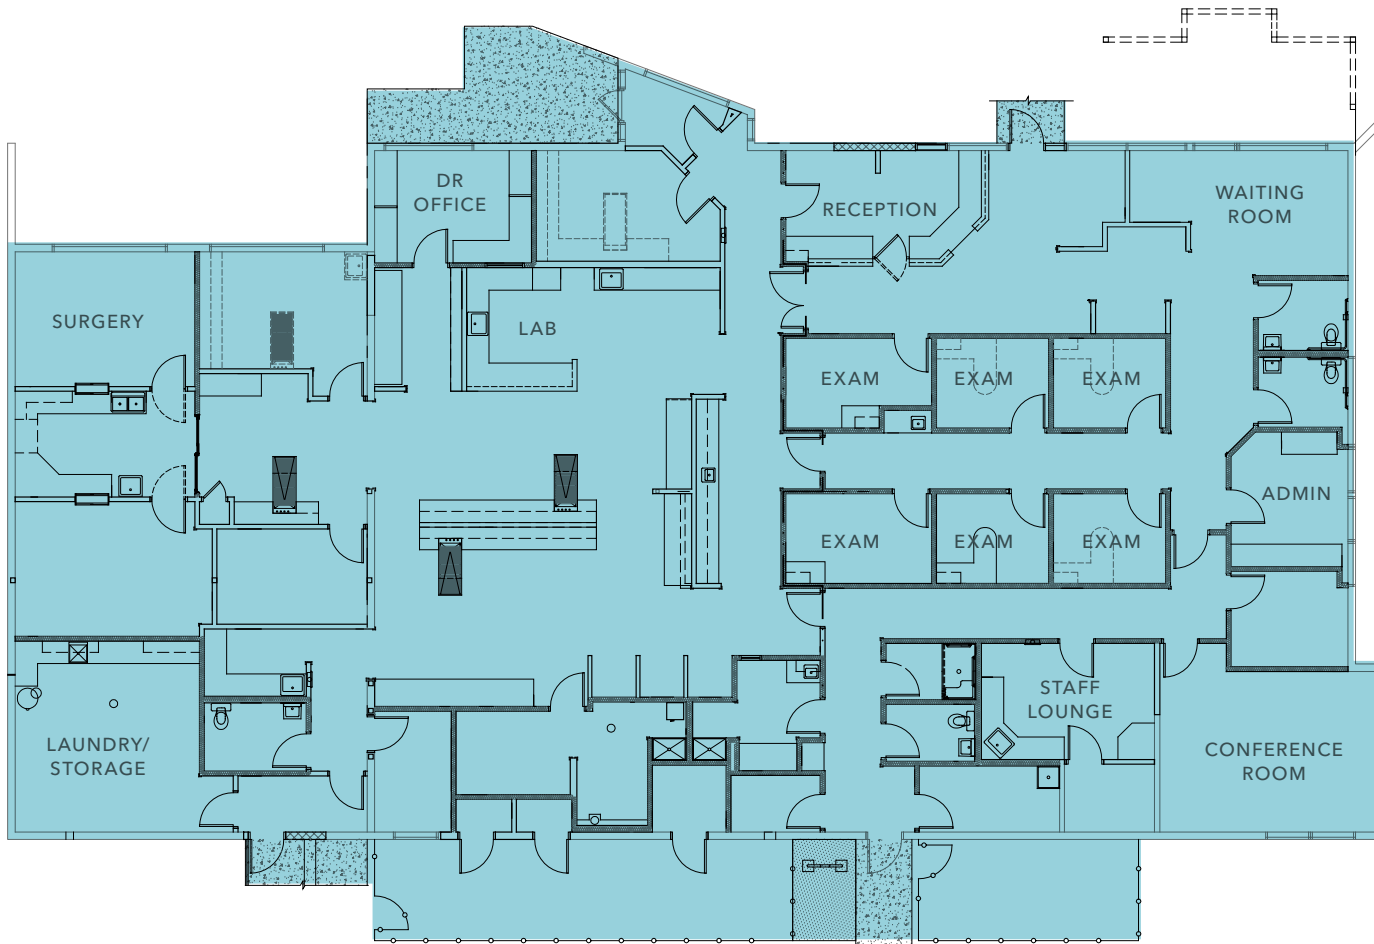 DR
OFFICE
RECEPTION
WAITING
ROOM
SURGERY
LAB
EXAM
EXAM
EXAM
ADMIN
EXAM
EXAM
EXAM
STAFF
LOUNGE
LAUNDRY/
STORAGE
CONFERENCE
ROOM